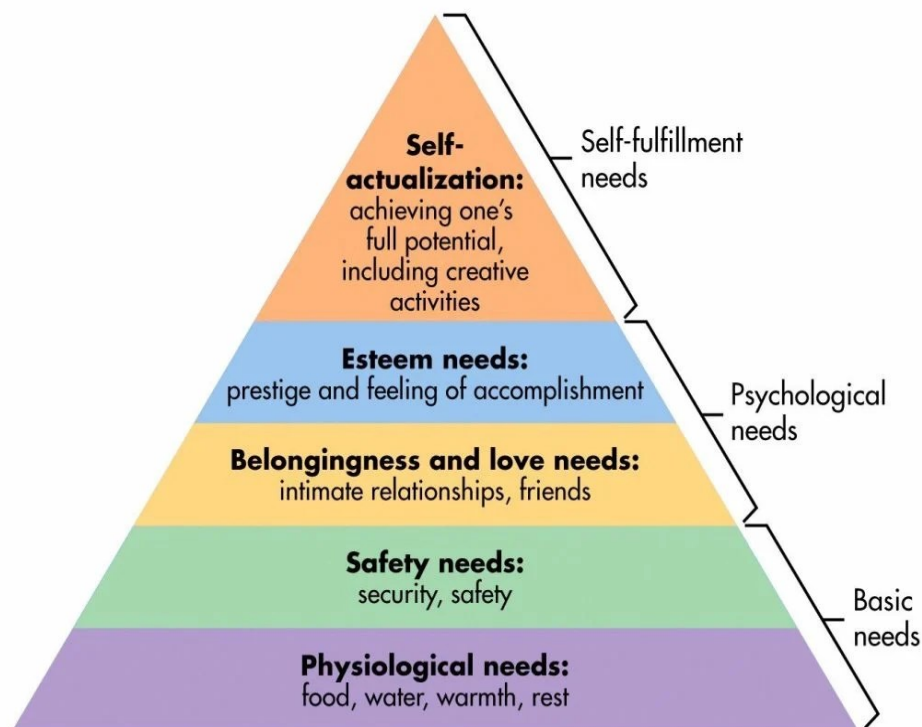 Self-
actualization:
achieving one's
full potential,
including creative
activities
Self-fulfillment
needs
Esteem needs:
prestige and feeling of accomplishment
Psychological
needs
Belongingness and love needs:
intimate relationships, friends
Safety needs:
security, safety
Basic
needs
Physiological needs:
food, water, warmth, rest